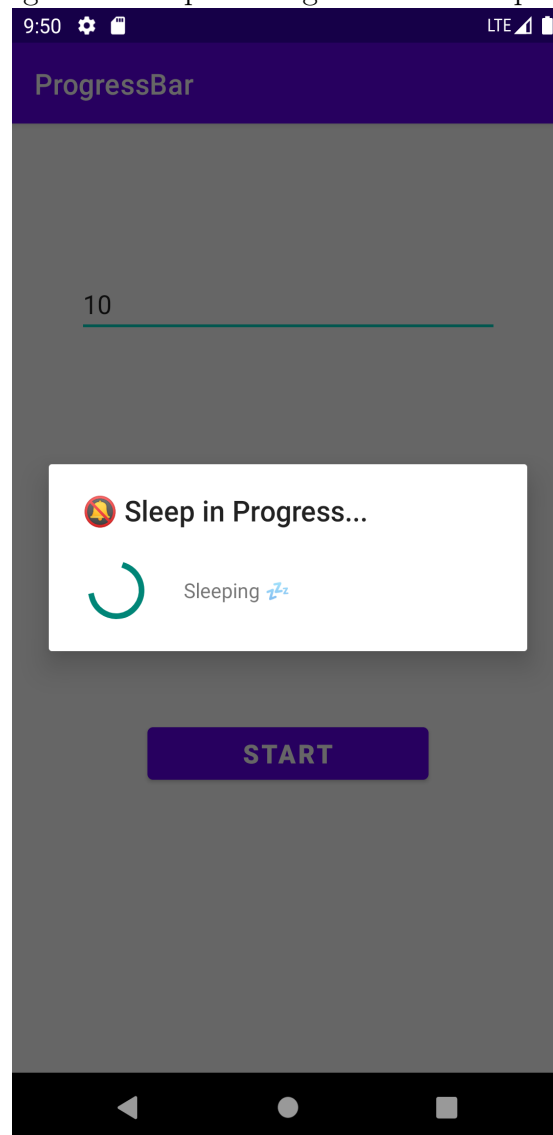 9:50 LTE
ProgressBar
10
🔕 Sleep in Progress...
Sleeping 💤
START